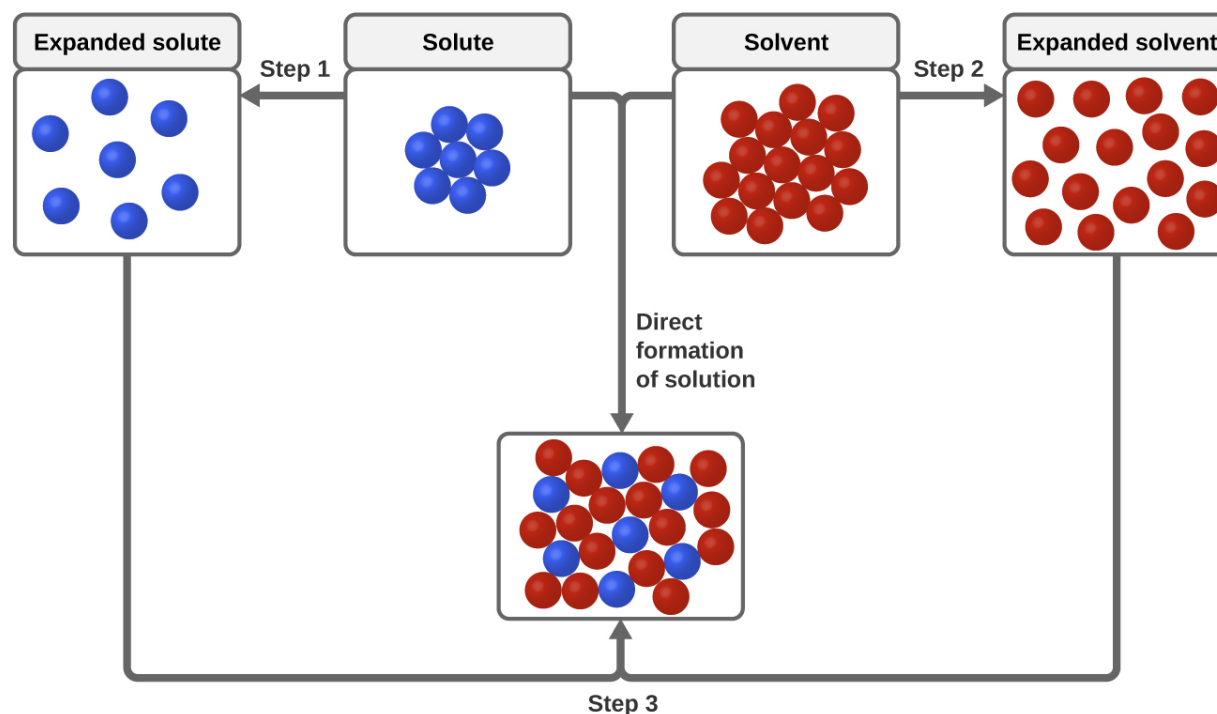 Expanded solute
Solute
Solvent
Expanded solvent
Step 1
Step 2
Direct
formation
of solution
Step 3